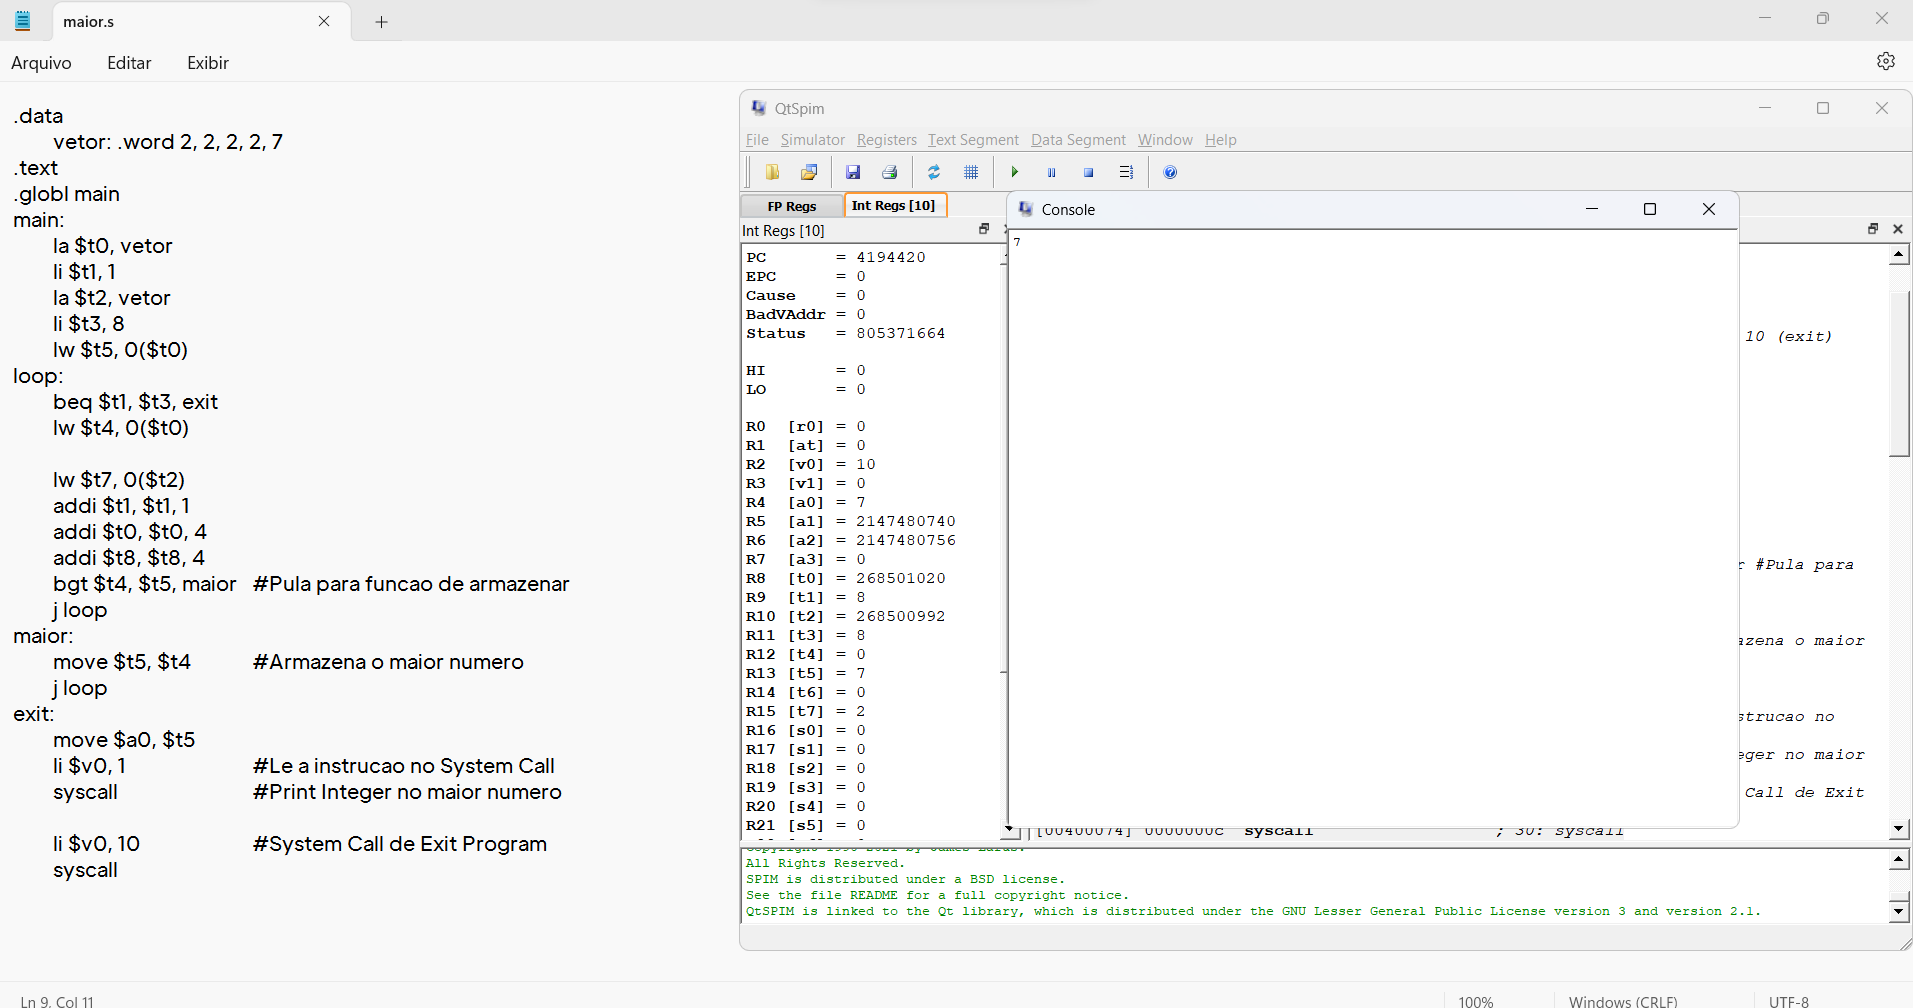 maior.s
Arquivo Editar Exibir
.data
vetor: .word 2, 2, 2, 2, 7
.text
.globl main
main:
la $t0, vetor
li $t1, 1
la $t2, vetor
li $t3, 8
lw $t5, 0($t0)
loop:
beq $t1, $t3, exit
lw $t4, 0($t0)
lw $t7, 0($t2)
addi $t1, $t1, 1
addi $t0, $t0, 4
addi $t8, $t8, 4
bgt $t4, $t5, maior #Pula para funcao de armazenar
j loop
maior:
move $t5, $t4 #Armazena o maior numero
j loop
exit:
move $a0, $t5
li $v0, 1 #Le a instrucao no System Call
syscall #Print Integer no maior numero
li $v0, 10 #System Call de Exit Program
syscall
QtSpim
File Simulator Registers Text Segment Data Segment Window Help
FP Regs Int Regs [10]
Int Regs [10]
PC = 4194420
EPC = 0
Cause = 0
BadVAddr = 0
Status = 805371664
HI = 0
LO = 0
R0 [r0] = 0
R1 [at] = 0
R2 [v0] = 10
R3 [v1] = 0
R4 [a0] = 7
R5 [a1] = 2147480740
R6 [a2] = 2147480756
R7 [a3] = 0
R8 [t0] = 268501020
R9 [t1] = 8
R10 [t2] = 268500992
R11 [t3] = 8
R12 [t4] = 0
R13 [t5] = 7
R14 [t6] = 0
R15 [t7] = 2
R16 [s0] = 0
R17 [s1] = 0
R18 [s2] = 0
R19 [s3] = 0
R20 [s4] = 0
R21 [s5] = 0
Console
7
10 (exit)
r #Pula para
azena o maior
strucao no
eger no maior
Call de Exit
[00400074] 0000000c syscall ; 30: syscall
Copyright 1990-2021 by James Larus.
All Rights Reserved.
SPIM is distributed under a BSD license.
See the file README for a full copyright notice.
QtSPIM is linked to the Qt library, which is distributed under the GNU Lesser General Public License version 3 and version 2.1.
Ln 9, Col 11 100% Windows (CRLF) UTF-8